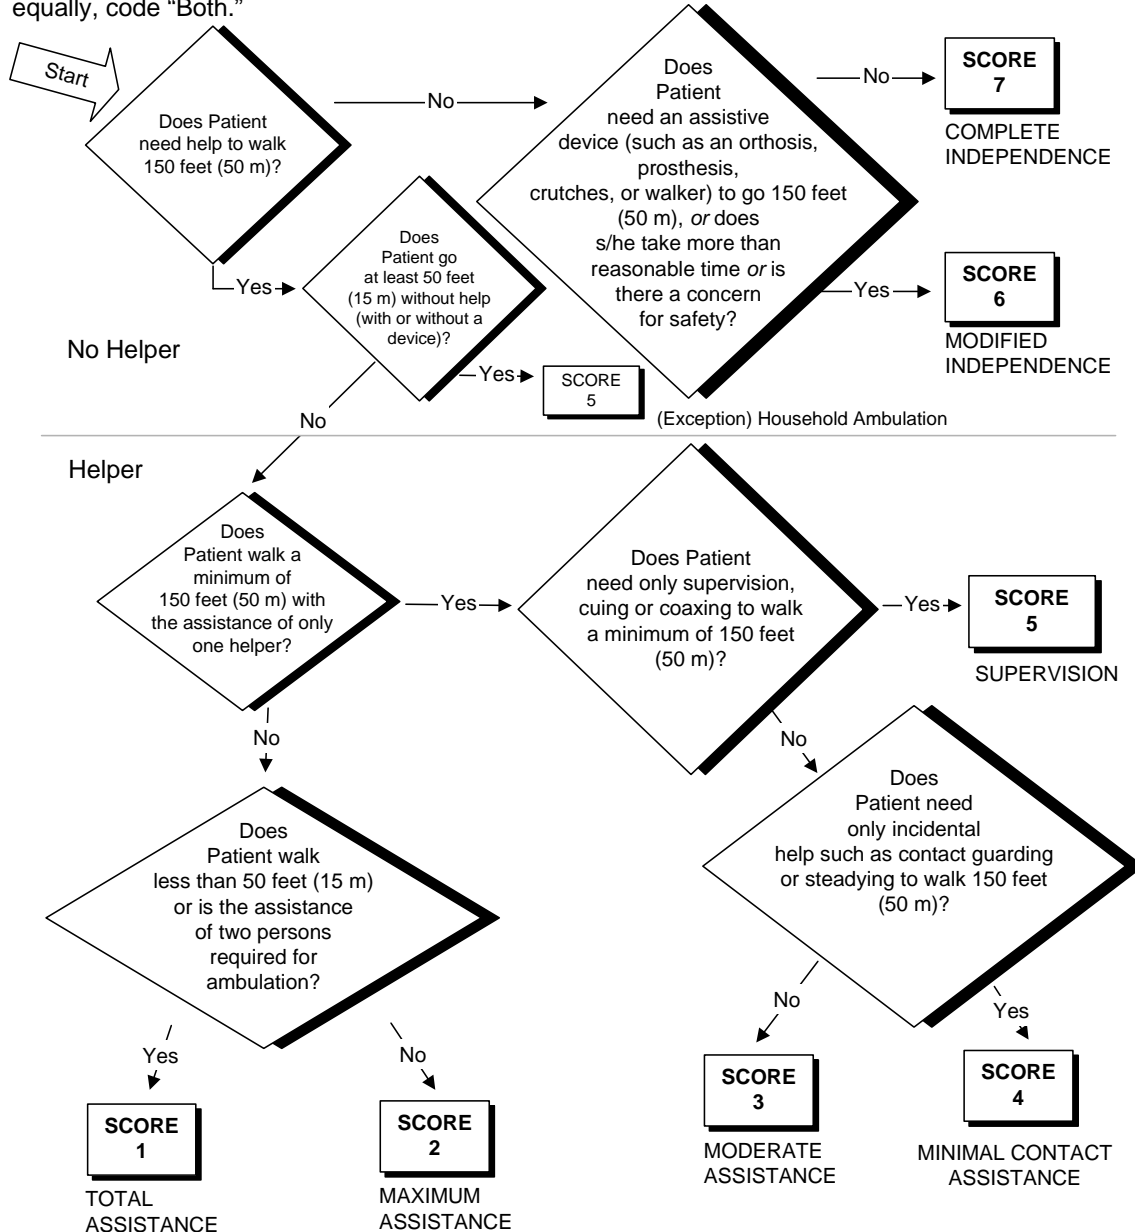 equally, code “Both.”
Start
Does Patient
need help to walk
150 feet (50 m)?
No
Does
Patient
need an assistive
device (such as an orthosis,
prosthesis,
crutches, or walker) to go 150 feet
(50 m), or does
s/he take more than
reasonable time or is
there a concern
for safety?
No
SCORE
7
COMPLETE
INDEPENDENCE
Yes
SCORE
6
MODIFIED
INDEPENDENCE
Yes
Does
Patient go
at least 50 feet
(15 m) without help
(with or without a
device)?
No Helper
Yes
SCORE
5
(Exception) Household Ambulation
No
Helper
Does
Patient walk a
minimum of
150 feet (50 m) with
the assistance of only
one helper?
Yes
Does Patient
need only supervision,
cuing or coaxing to walk
a minimum of 150 feet
(50 m)?
Yes
SCORE
5
SUPERVISION
No
No
Does
Patient walk
less than 50 feet (15 m)
or is the assistance
of two persons
required for
ambulation?
Does
Patient need
only incidental
help such as contact guarding
or steadying to walk 150 feet
(50 m)?
Yes
SCORE
1
TOTAL
ASSISTANCE
No
SCORE
2
MAXIMUM
ASSISTANCE
No
SCORE
3
MODERATE
ASSISTANCE
Yes
SCORE
4
MINIMAL CONTACT
ASSISTANCE